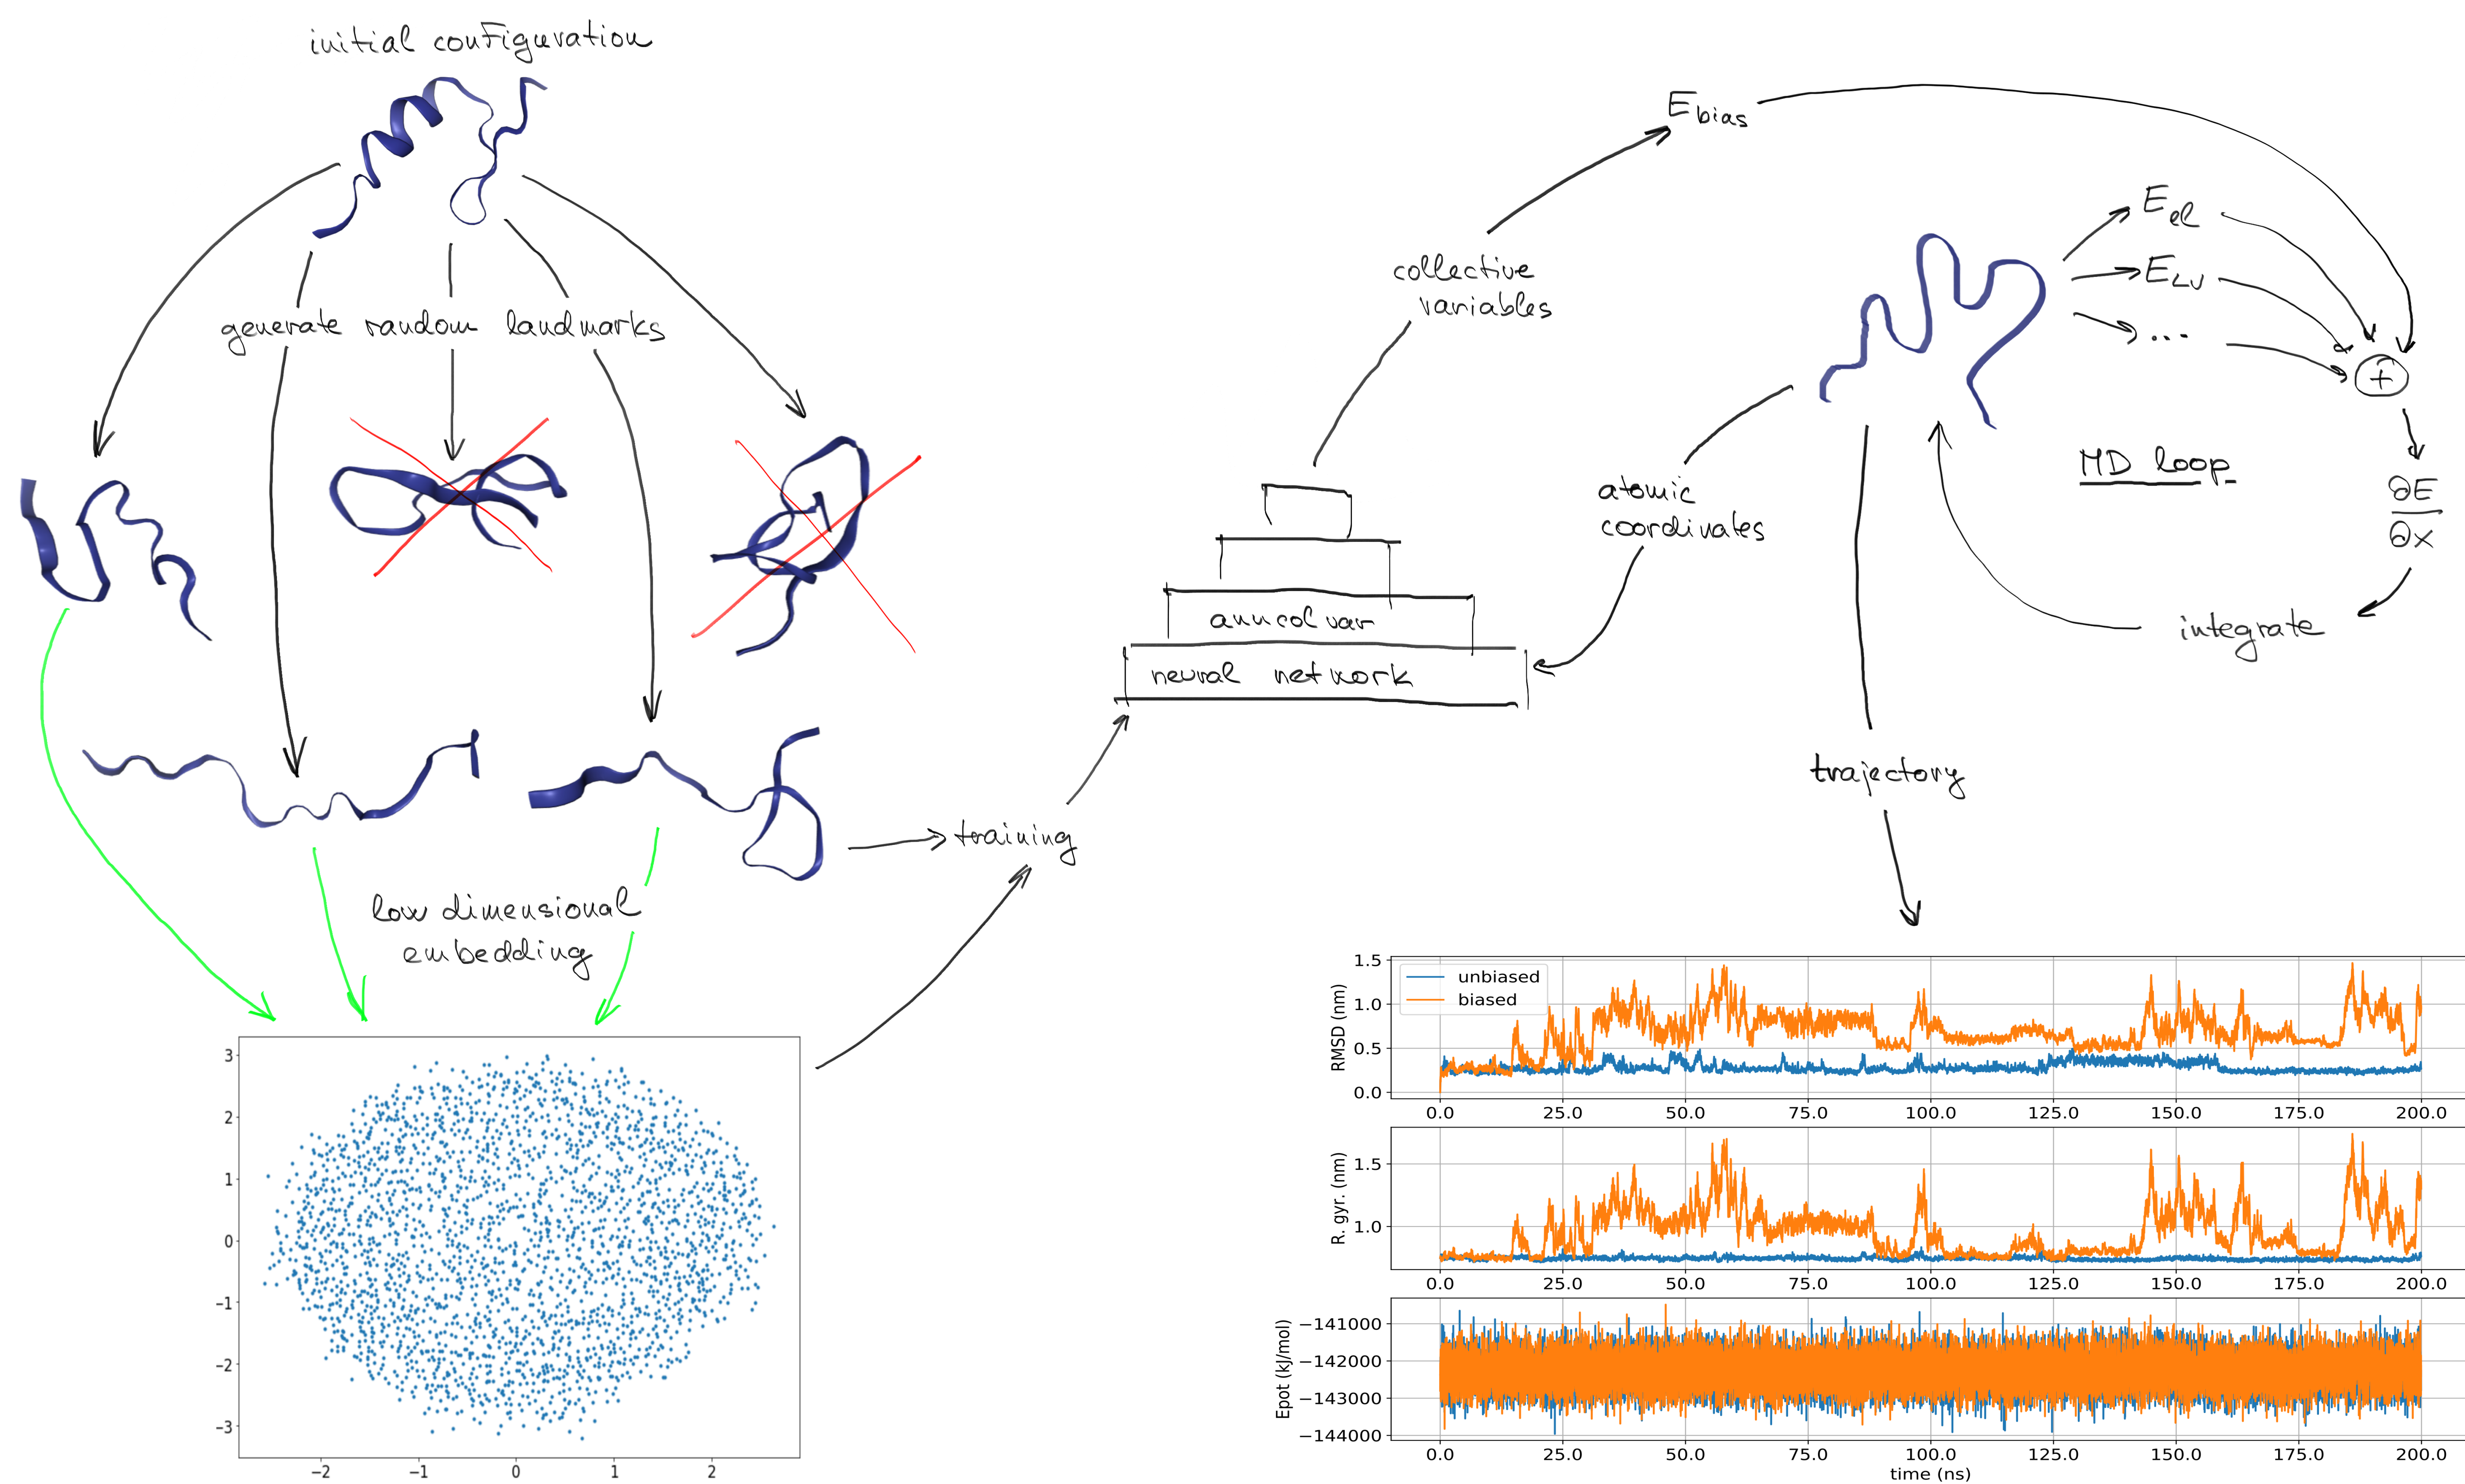 initial configuration
generate random landmarks
low dimensional
embedding
training
neural network
anncolvar
collective
variables
Ebias
Eel
ELJ
...
+
∂E
∂x
integrate
MD loop
atomic
coordinates
trajectory
3
2
1
0
−1
−2
−3
−2 −1 0 1 2
unbiased
biased
RMSD (nm)
1.5
1.0
0.5
0.0
0.0 25.0 50.0 75.0 100.0 125.0 150.0 175.0 200.0
R. gyr. (nm)
1.5
1.0
0.0 25.0 50.0 75.0 100.0 125.0 150.0 175.0 200.0
Epot (kJ/mol)
−141000
−142000
−143000
−144000
0.0 25.0 50.0 75.0 100.0 125.0 150.0 175.0 200.0
time (ns)